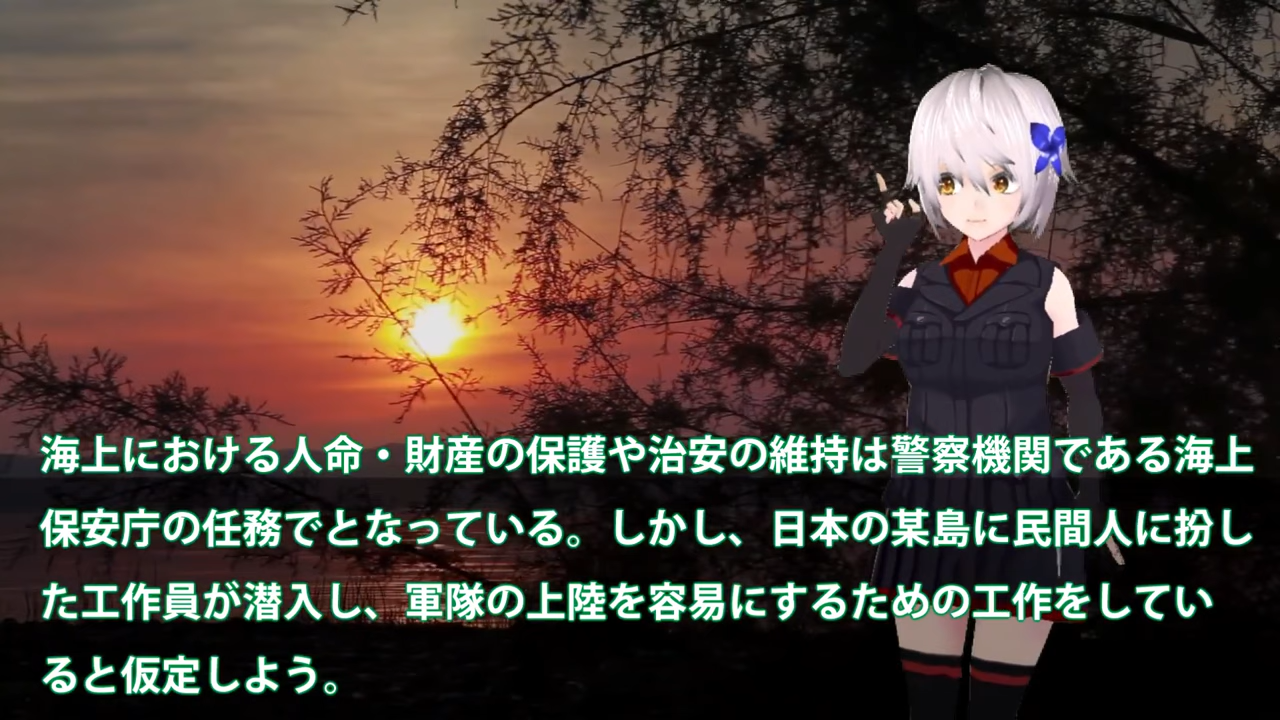 海上における人命・財産の保護や治安の維持は警察機関である海上
保安庁の任務でとなっている。しかし、日本の某島に民間人に扮し
た工作員が潜入し、軍隊の上陸を容易にするための工作をしてい
ると仮定しよう。